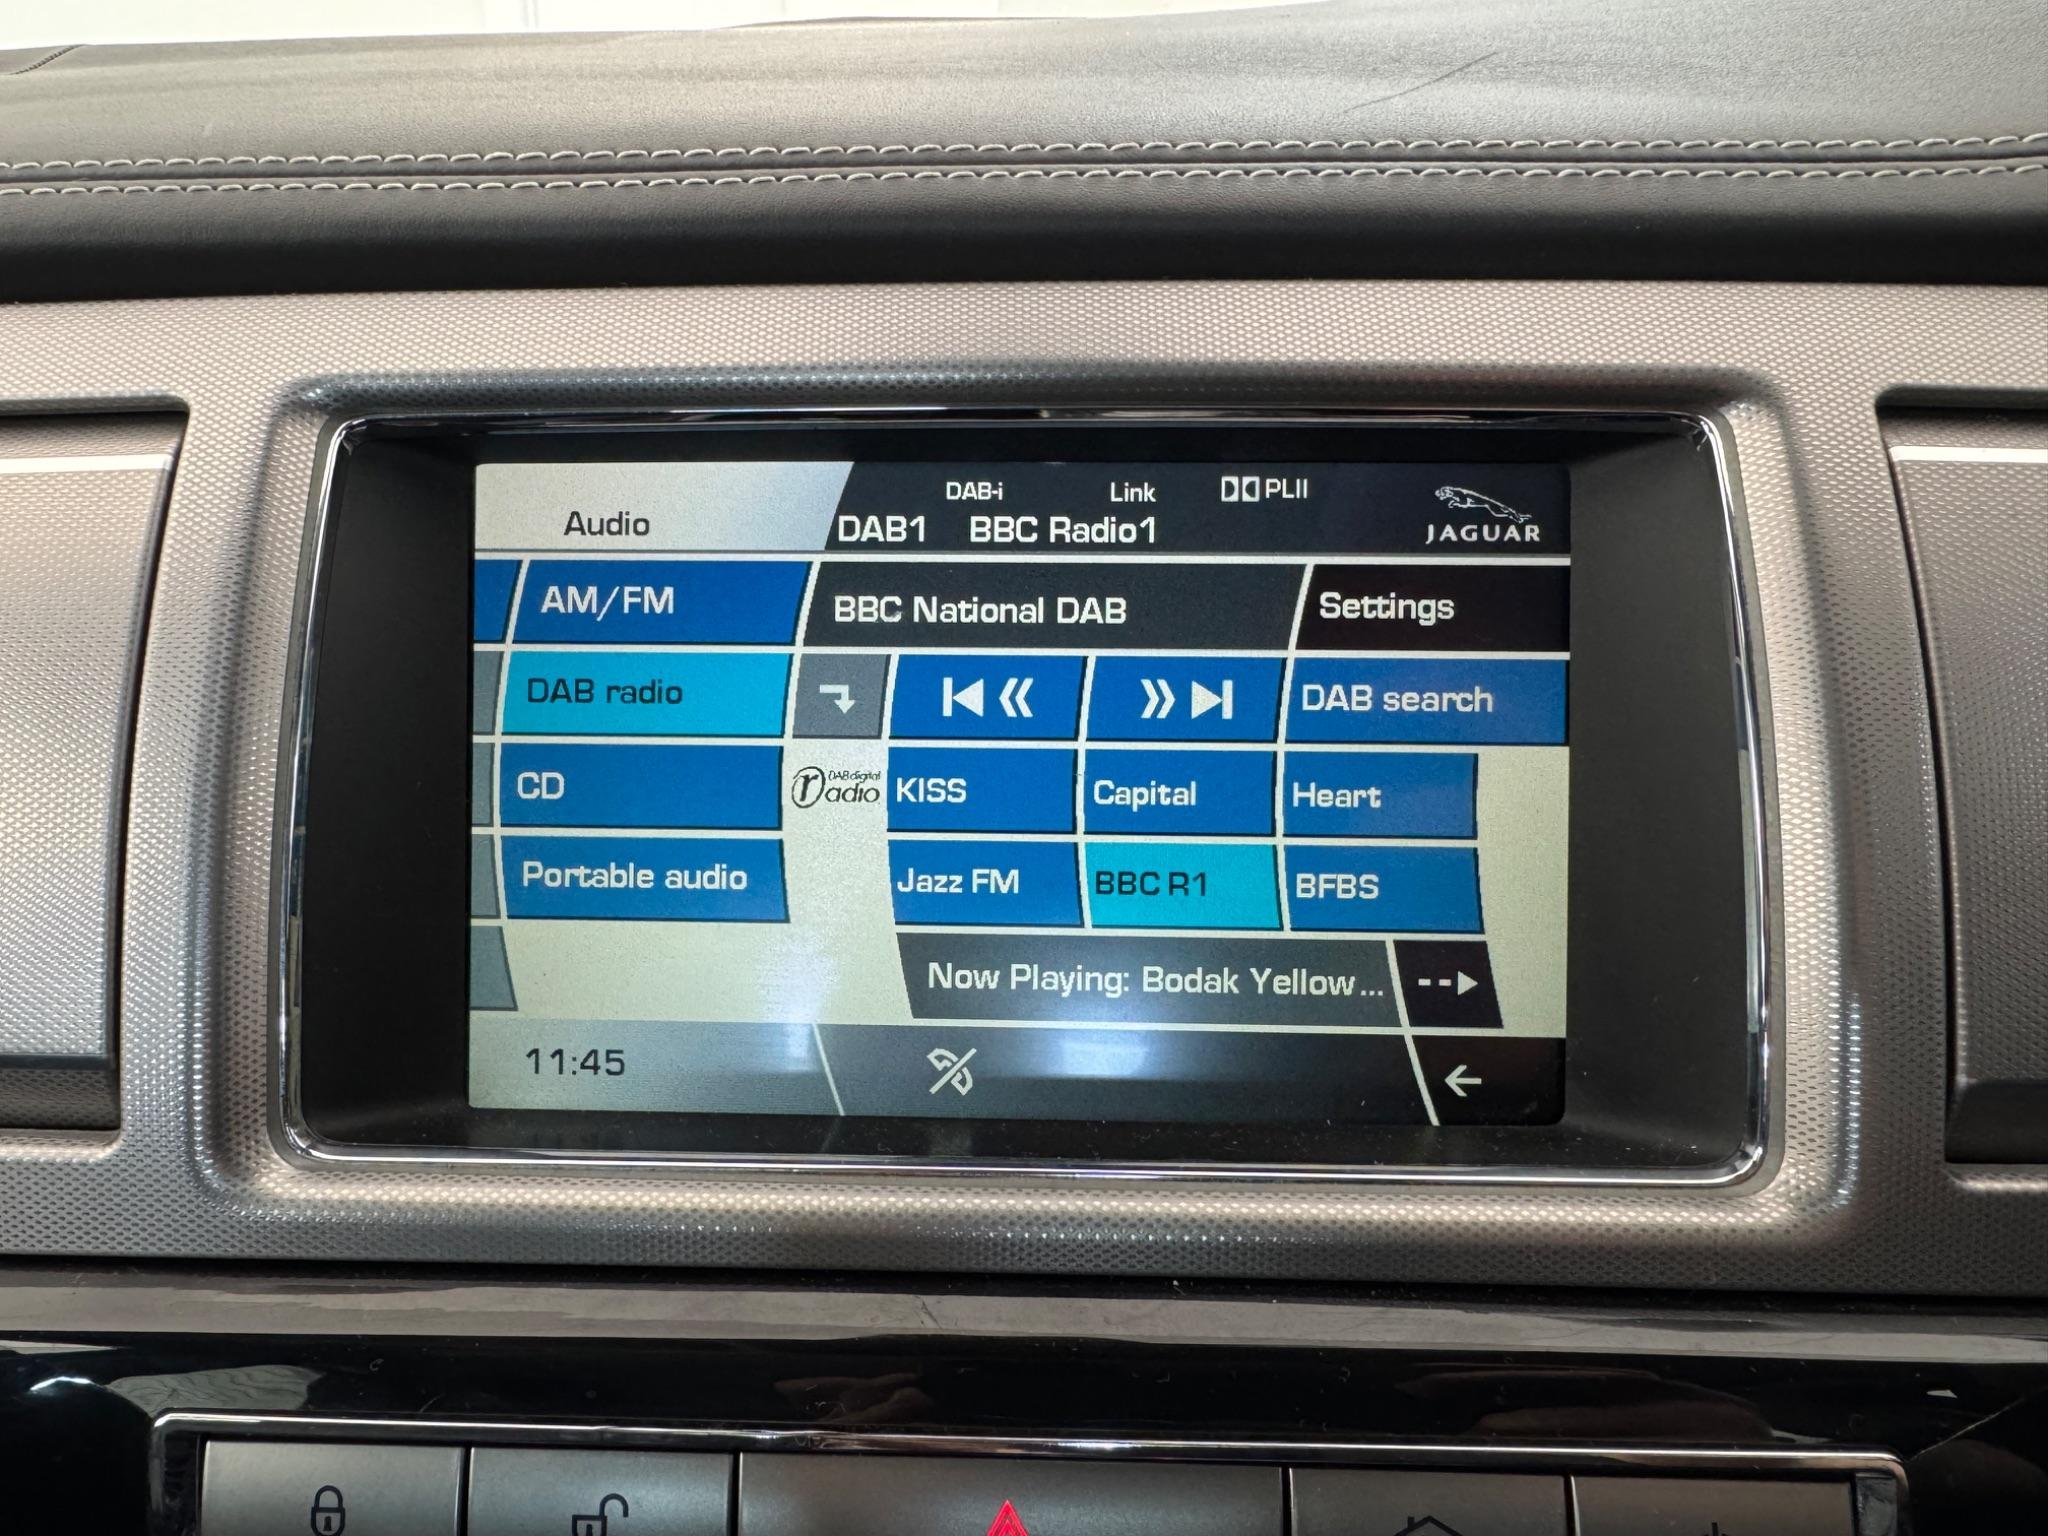 DAB-i Link PLII
Audio DAB1 BBC Radio1 JAGUAR
AM/FM BBC National DAB Settings
DAB radio DAB search
CD DAB digital radio KISS Capital Heart
Portable audio Jazz FM BBC R1 BFBS
Now Playing: Bodak Yellow...
11:45